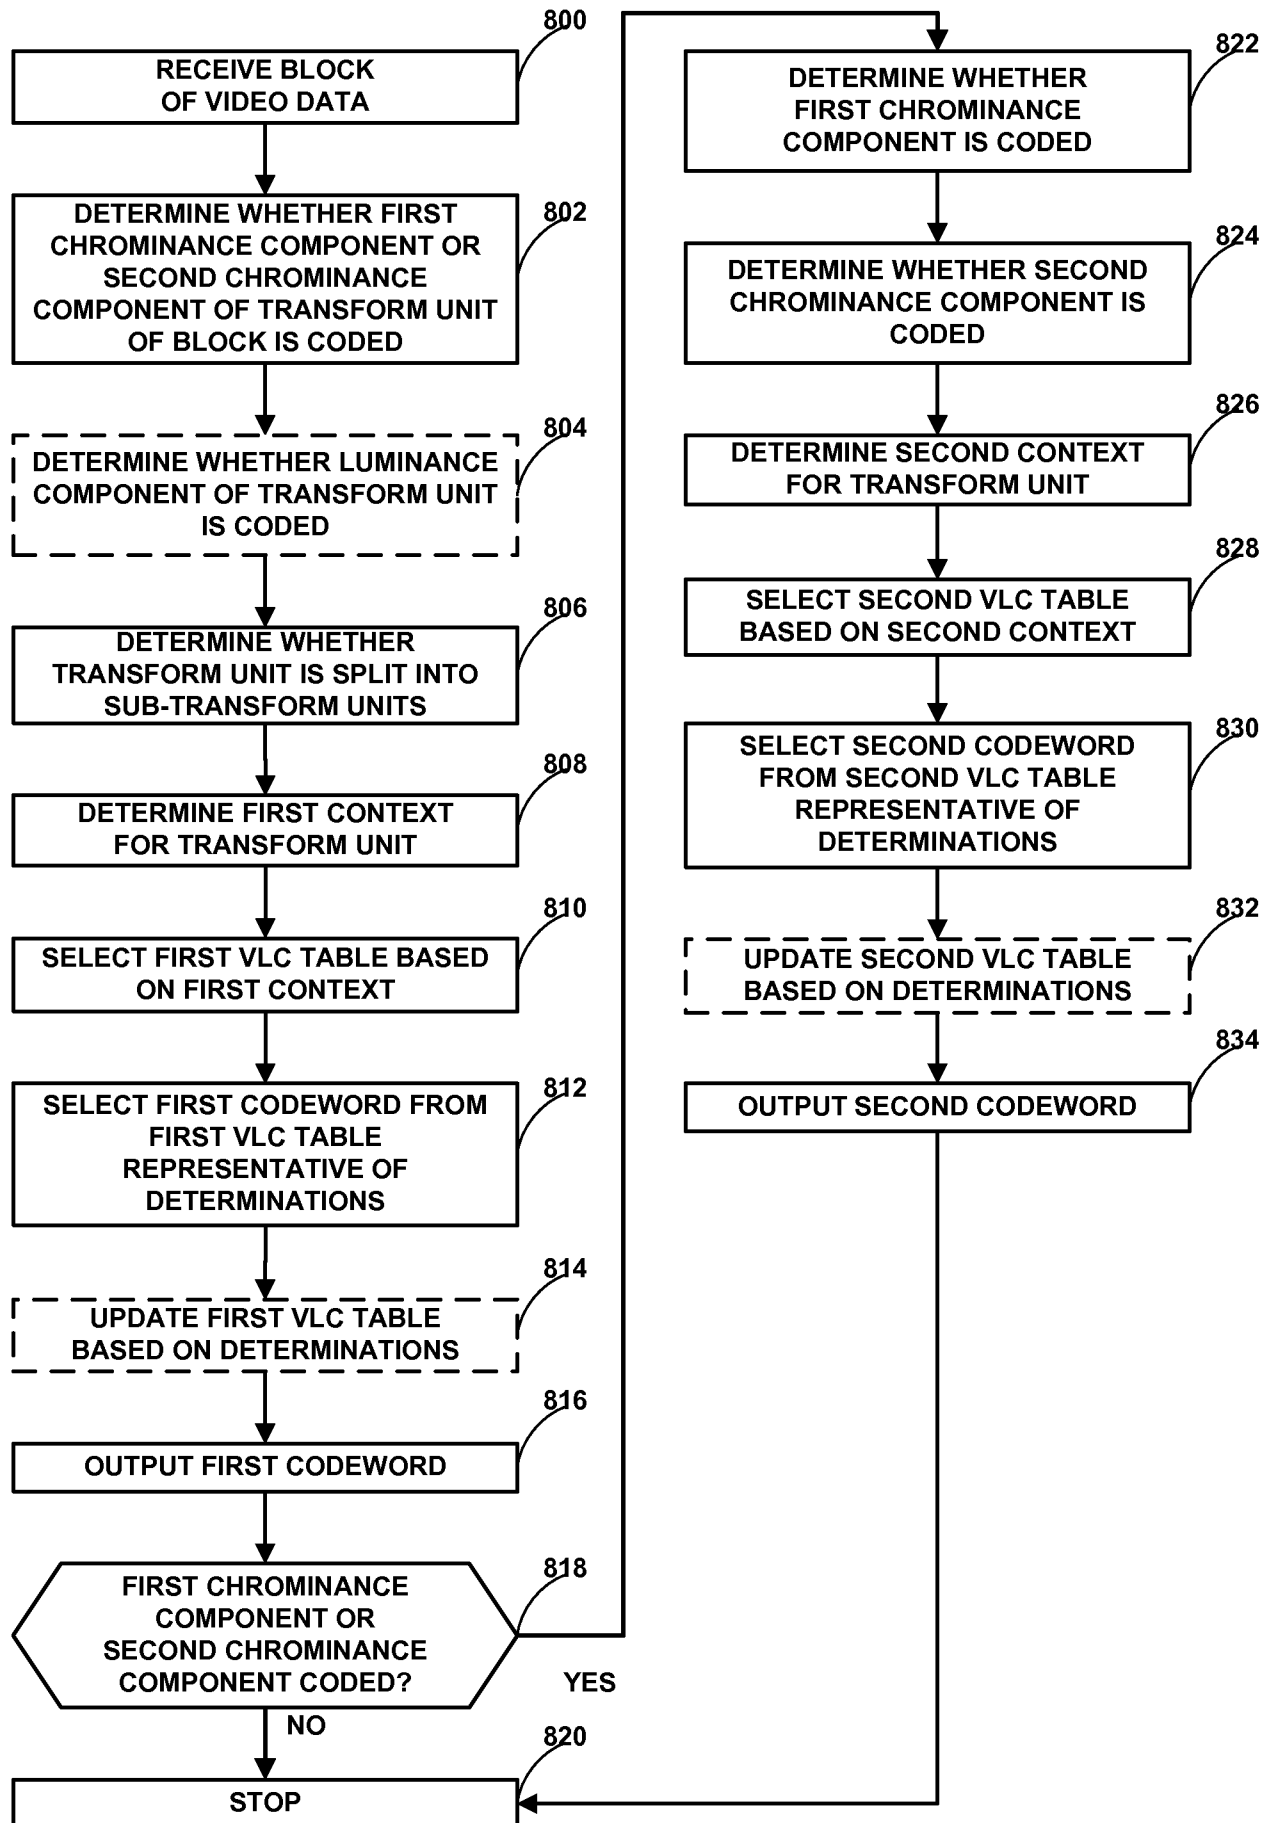 800
RECEIVE BLOCK
OF VIDEO DATA
802
DETERMINE WHETHER FIRST
CHROMINANCE COMPONENT OR
SECOND CHROMINANCE
COMPONENT OF TRANSFORM UNIT
OF BLOCK IS CODED
804
DETERMINE WHETHER LUMINANCE
COMPONENT OF TRANSFORM UNIT
IS CODED
806
DETERMINE WHETHER
TRANSFORM UNIT IS SPLIT INTO
SUB-TRANSFORM UNITS
808
DETERMINE FIRST CONTEXT
FOR TRANSFORM UNIT
810
SELECT FIRST VLC TABLE BASED
ON FIRST CONTEXT
812
SELECT FIRST CODEWORD FROM
FIRST VLC TABLE
REPRESENTATIVE OF
DETERMINATIONS
814
UPDATE FIRST VLC TABLE
BASED ON DETERMINATIONS
816
OUTPUT FIRST CODEWORD
818
FIRST CHROMINANCE
COMPONENT OR
SECOND CHROMINANCE
COMPONENT CODED?
YES
NO
820
STOP
822
DETERMINE WHETHER
FIRST CHROMINANCE
COMPONENT IS CODED
824
DETERMINE WHETHER SECOND
CHROMINANCE COMPONENT IS
CODED
826
DETERMINE SECOND CONTEXT
FOR TRANSFORM UNIT
828
SELECT SECOND VLC TABLE
BASED ON SECOND CONTEXT
830
SELECT SECOND CODEWORD
FROM SECOND VLC TABLE
REPRESENTATIVE OF
DETERMINATIONS
832
UPDATE SECOND VLC TABLE
BASED ON DETERMINATIONS
834
OUTPUT SECOND CODEWORD